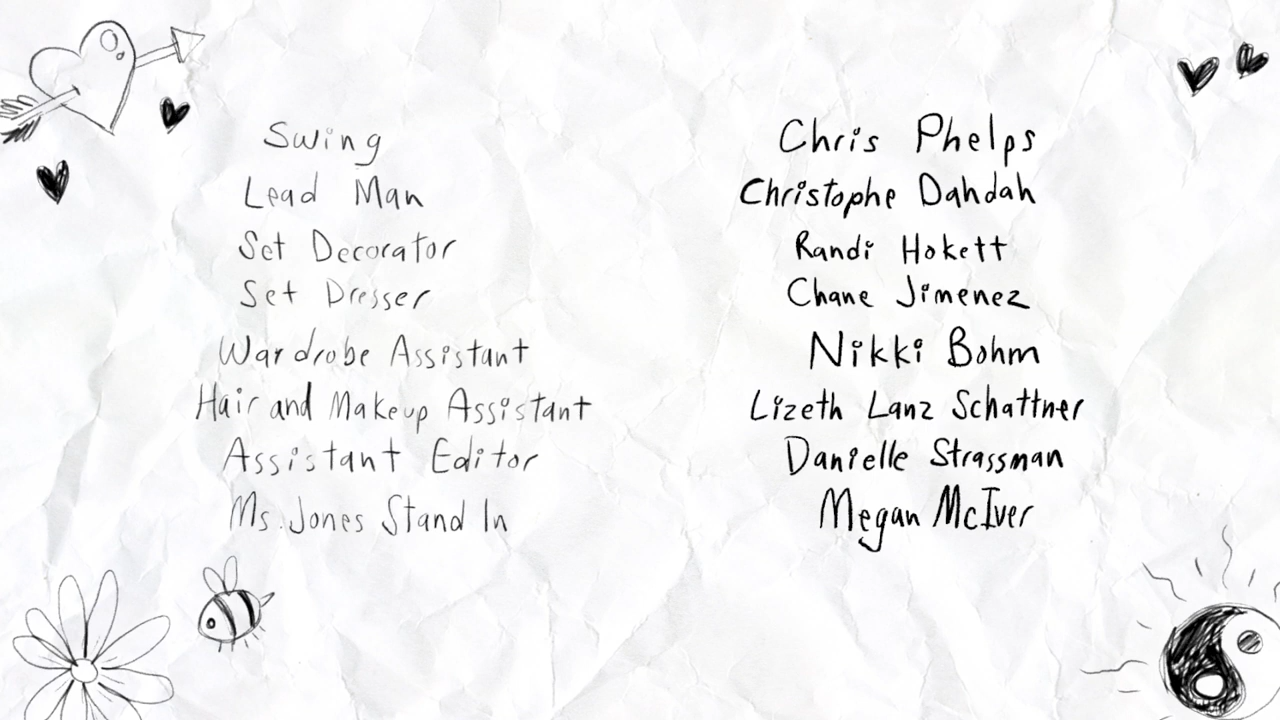 Swing Chris Phelps
Lead Man Christophe Dahdah
Set Decorator Randi Hokett
Set Dresser Chane Jimenez
Wardrobe Assistant Nikki Bohm
Hair and Makeup Assistant Lizeth Lanz Schattner
Assistant Editor Danielle Strassman
Ms. Jones Stand In Megan McIver